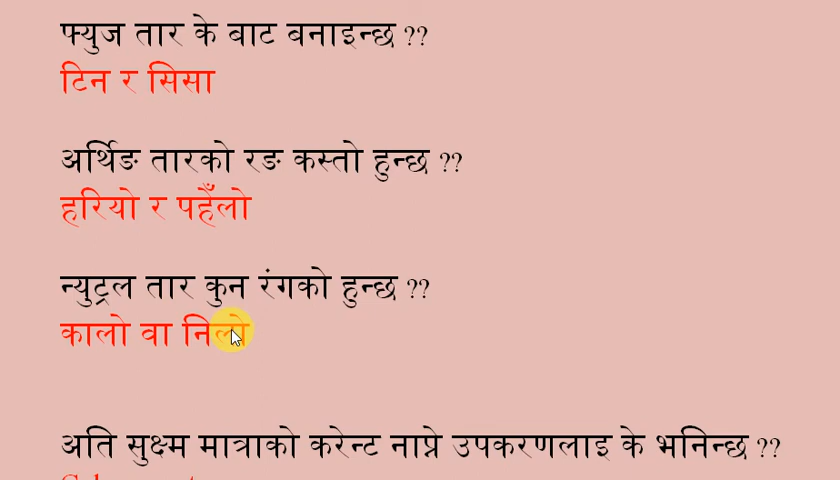 फ्युज तार के बाट बनाइन्छ ??
टिन र सिसा
अर्थिङ तारको रङ कस्तो हुन्छ ??
हरियो र पहेँलो
न्युट्रल तार कुन रंगको हुन्छ ??
कालो वा निलो
अति सुक्ष्म मात्राको करेन्ट नाप्ने उपकरणलाइ के भनिन्छ ??